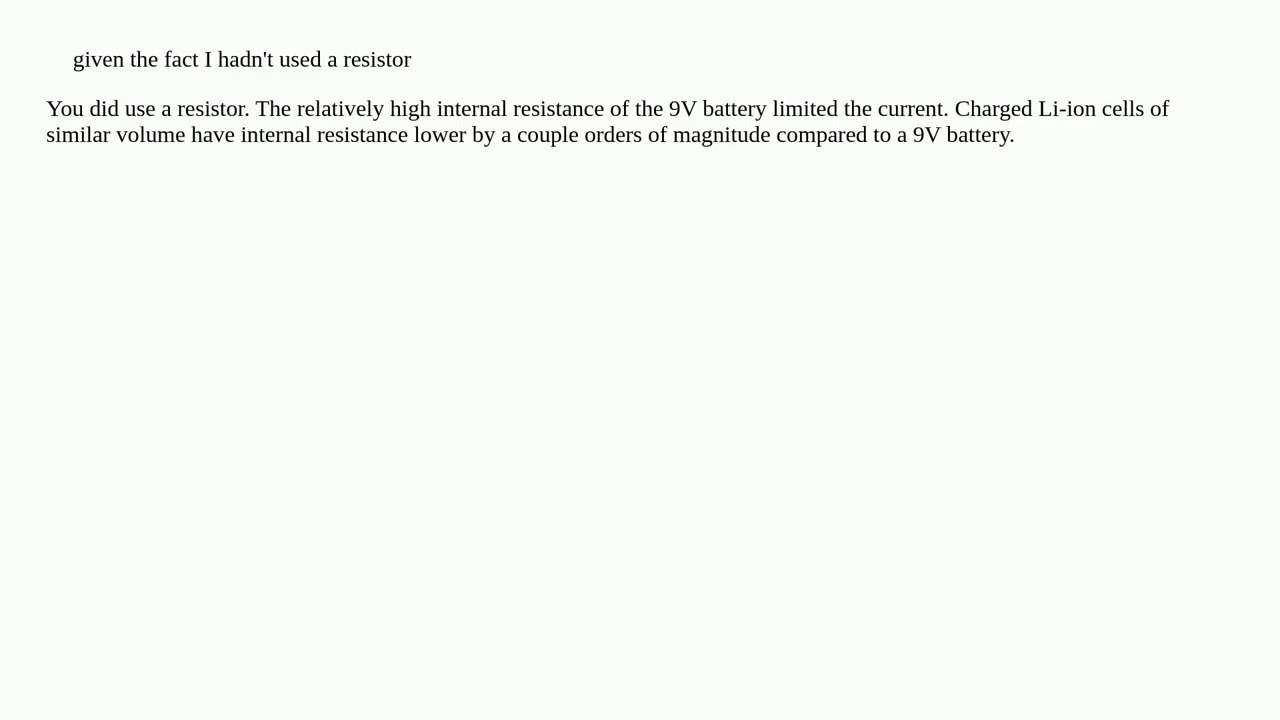 given the fact I hadn't used a resistor
You did use a resistor. The relatively high internal resistance of the 9V battery limited the current. Charged Li-ion cells of
similar volume have internal resistance lower by a couple orders of magnitude compared to a 9V battery.